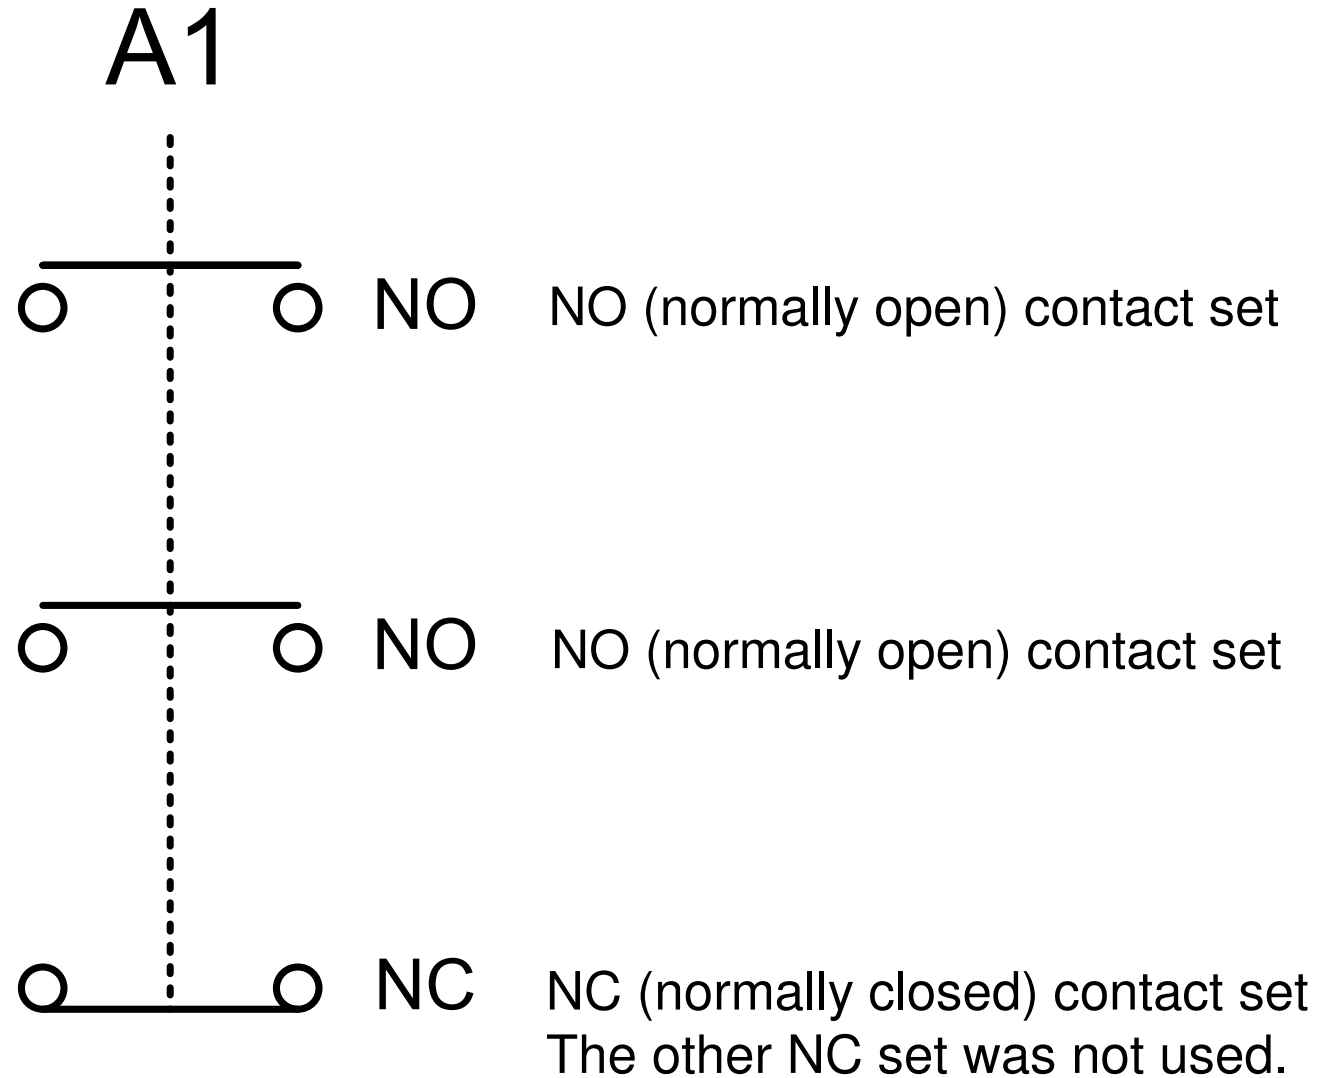 A1
NO NO (normally open) contact set
NO NO (normally open) contact set
NC NC (normally closed) contact set
The other NC set was not used.